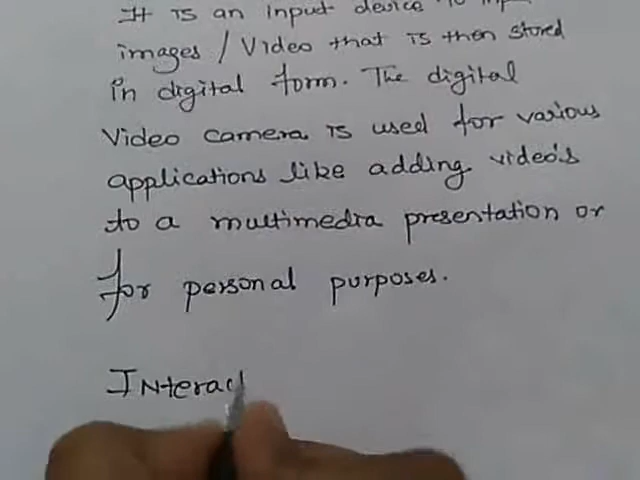 It is an input device to
images / Video that is then stored
in digital form. The digital
Video camera is used for various
applications like adding video's
to a multimedia presentation or
for personal purposes.
Interac